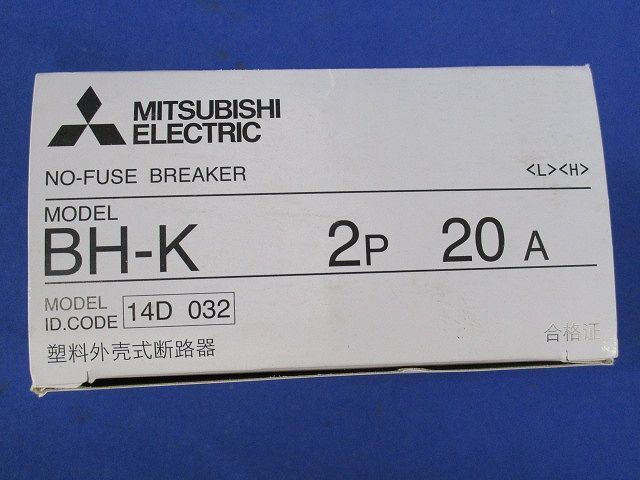 MITSUBISHI
ELECTRIC
NO-FUSE BREAKER <L><H>
MODEL
BH-K 2P 20 A
MODEL
ID.CODE 14D 032
塑料外壳式断路器 合格证